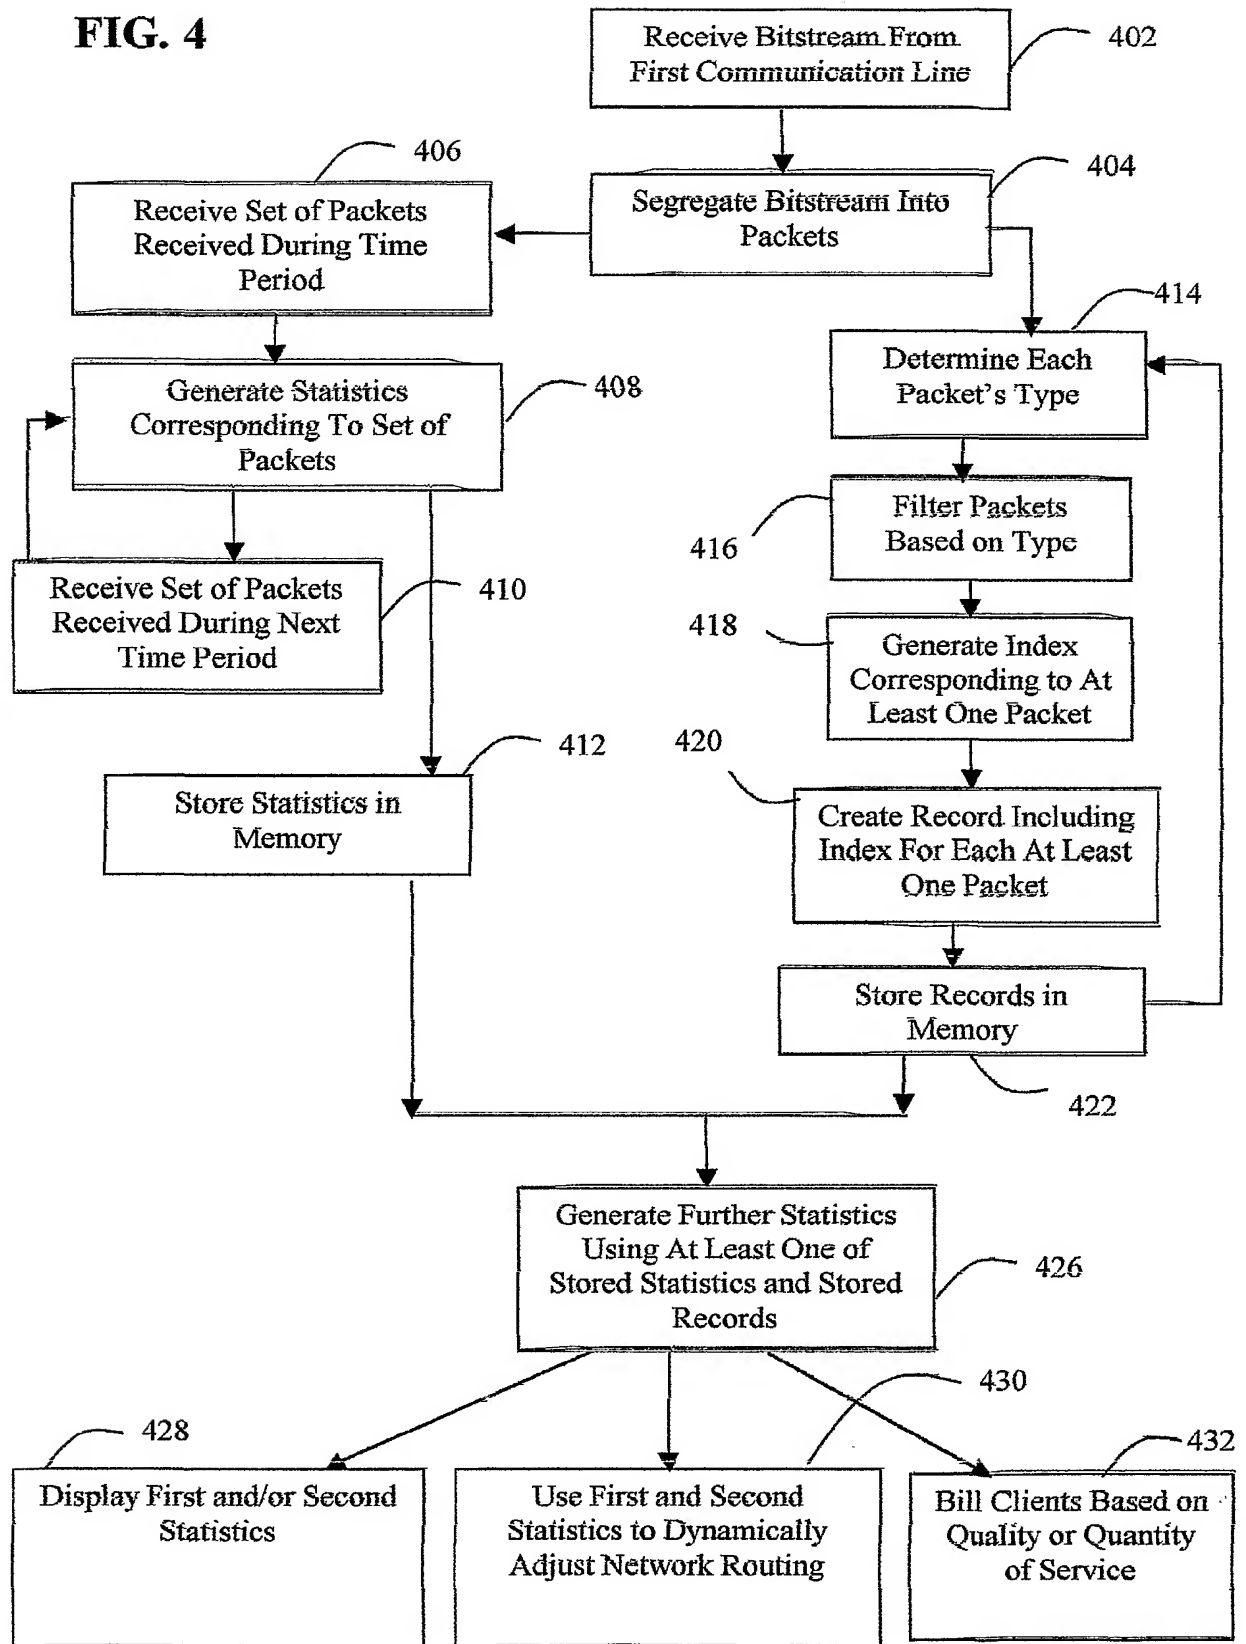 FIG. 4
Receive Bitstream From
First Communication Line
402
406
404
Receive Set of Packets
Received During Time
Period
Segregate Bitstream Into
Packets
414
Determine Each
Packet's Type
Generate Statistics
Corresponding To Set of
Packets
408
416
Filter Packets
Based on Type
Receive Set of Packets
Received During Next
Time Period
410
418
Generate Index
Corresponding to At
Least One Packet
412
420
Store Statistics in
Memory
Create Record Including
Index For Each At Least
One Packet
Store Records in
Memory
422
Generate Further Statistics
Using At Least One of
Stored Statistics and Stored
Records
426
430
428
432
Display First and/or Second
Statistics
Use First and Second
Statistics to Dynamically
Adjust Network Routing
Bill Clients Based on
Quality or Quantity
of Service